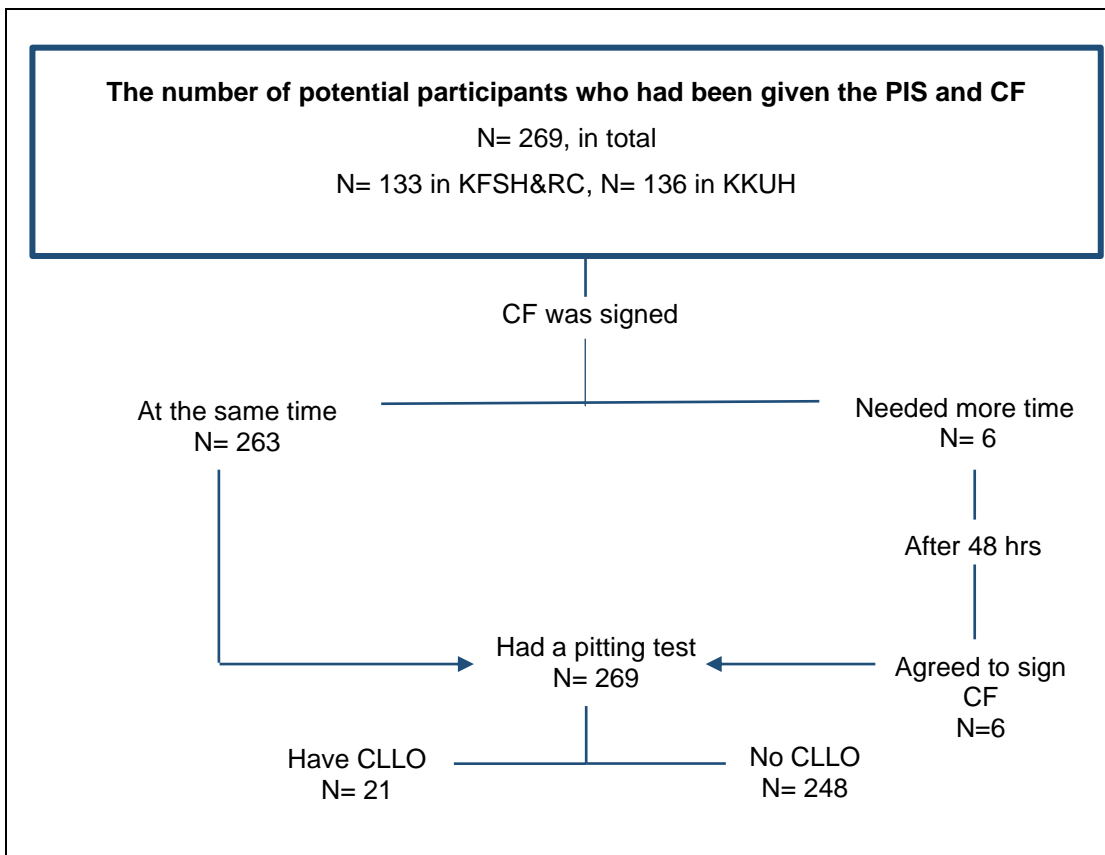 The number of potential participants who had been given the PIS and CF
N= 269, in total
N= 133 in KFSH&RC, N= 136 in KKUH
CF was signed
At the same time
N= 263
Needed more time
N= 6
After 48 hrs
Had a pitting test
N= 269
Agreed to sign
CF
N=6
Have CLLO
N= 21
No CLLO
N= 248